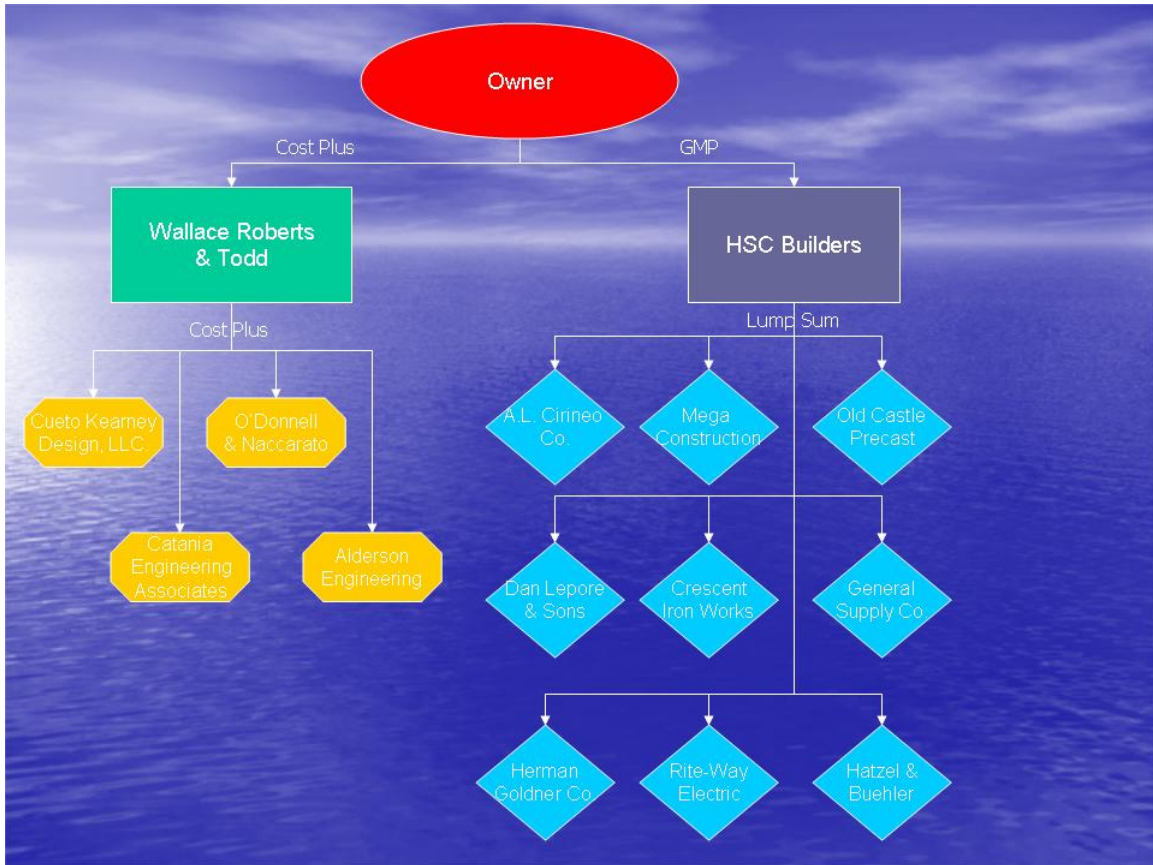 Owner
Cost Plus
GMP
Wallace Roberts
& Todd
HSC Builders
Cost Plus
Lump Sum
Cueto Kearney
Design, LLC.
O'Donnell
& Naccarato
Catania
Engineering
Associates
Alderson
Engineering
A.L. Cirineo
Co.
Mega
Construction
Old Castle
Precast
Dan Lepore
& Sons
Crescent
Iron Works
General
Supply Co
Herman
Goldner Co.
Rite-Way
Electric
Hatzel &
Buehler